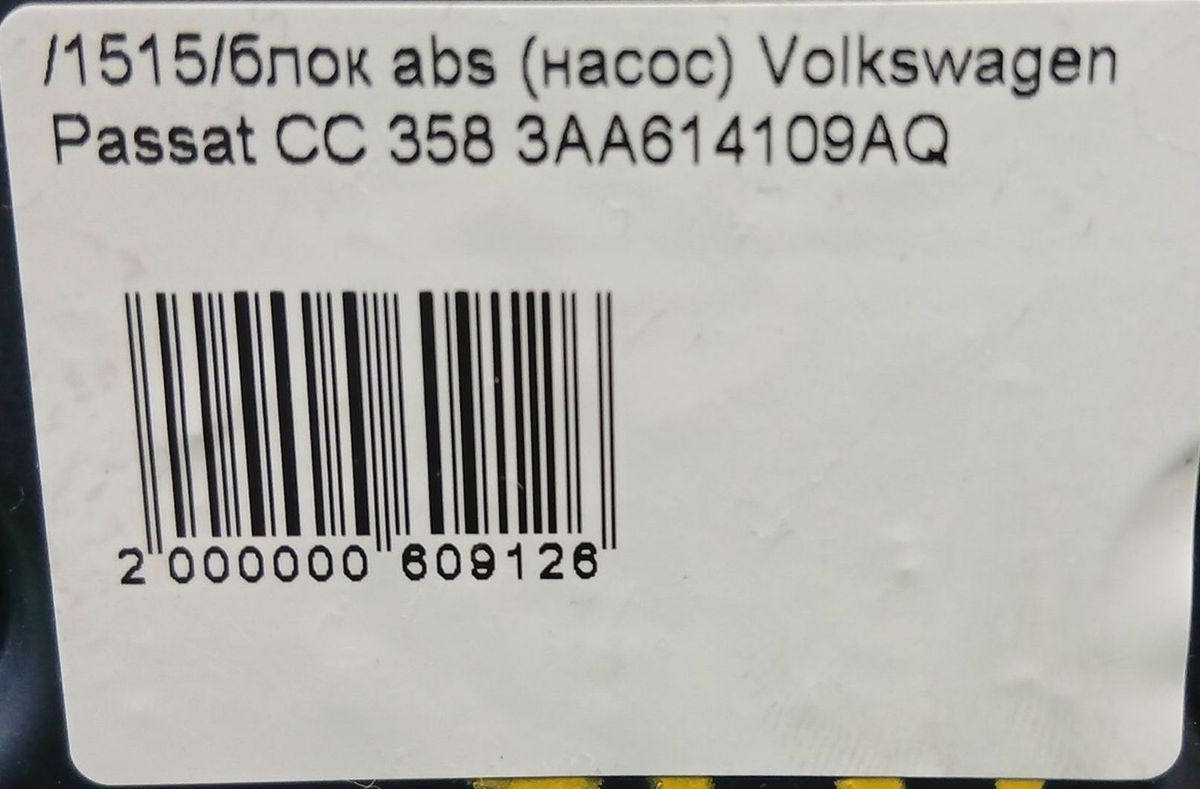 /1515/блок abs (насос) Volkswagen
Passat CC 358 3AA614109AQ
2 000000 609126